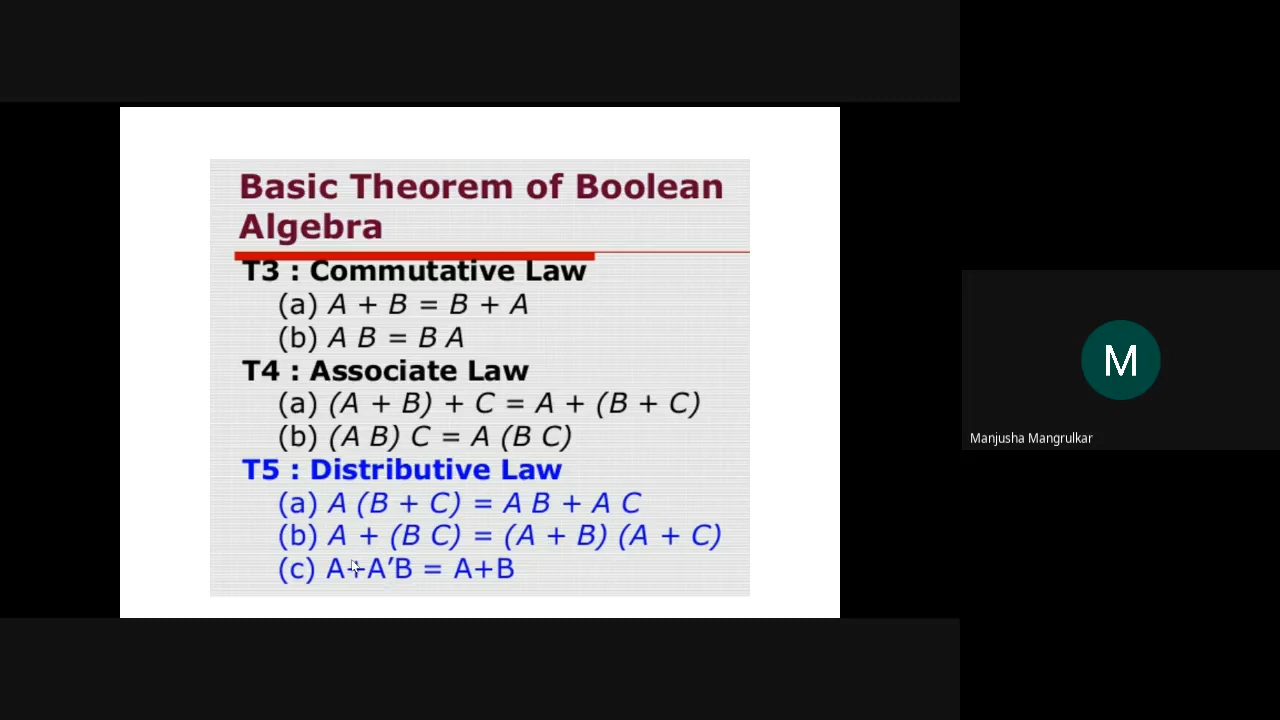 Basic Theorem of Boolean
Algebra
T3 : Commutative Law
(a) A + B = B + A
(b) A B = B A
T4 : Associate Law
(a) (A + B) + C = A + (B + C)
(b) (A B) C = A (B C)
T5 : Distributive Law
(a) A (B + C) = A B + A C
(b) A + (B C) = (A + B) (A + C)
(c) A+A’B = A+B
M
Manjusha Mangrulkar